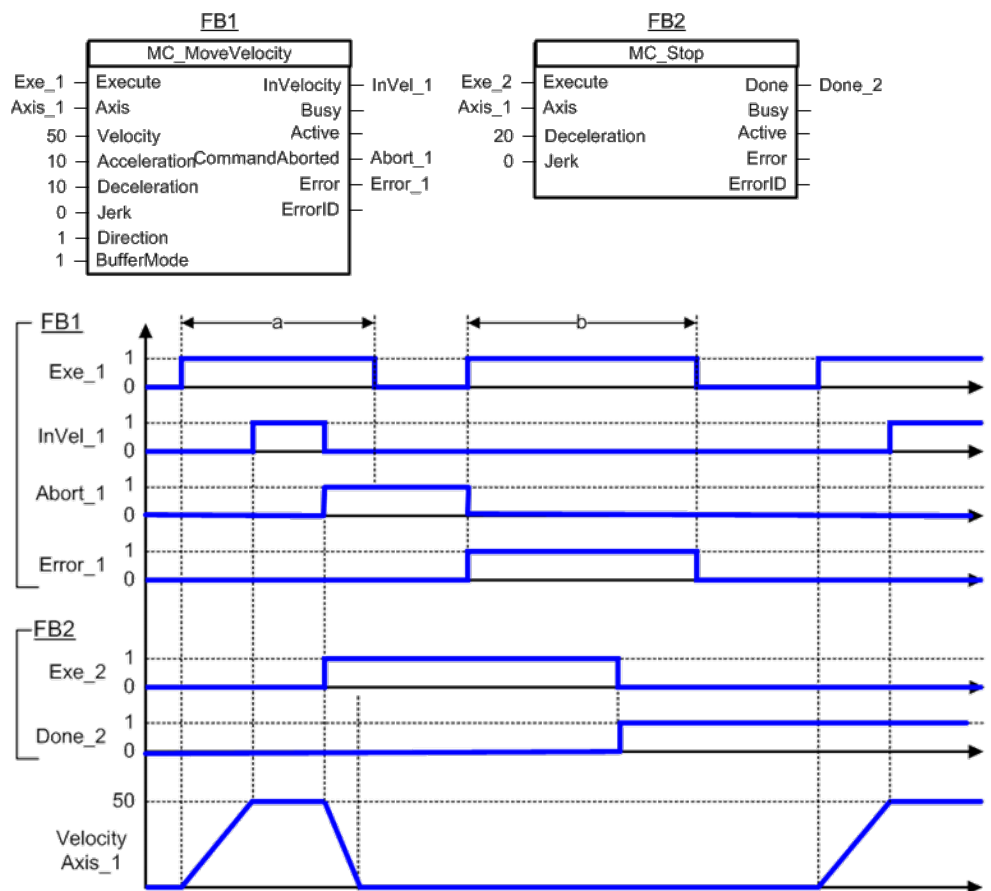 FB1
MC_MoveVelocity
Exe_1 Execute InVelocity InVel_1
Axis_1 Axis Busy
50 Velocity Active
10 Acceleration CommandAborted Abort_1
10 Deceleration Error Error_1
0 Jerk ErrorID
1 Direction
1 BufferMode
FB2
MC_Stop
Exe_2 Execute Done Done_2
Axis_1 Axis Busy
20 Deceleration Active
0 Jerk Error
ErrorID
FB1
a
b
Exe_1
1
0
InVel_1
1
0
Abort_1
1
0
Error_1
1
0
FB2
Exe_2
1
0
Done_2
1
0
50
Velocity
Axis_1